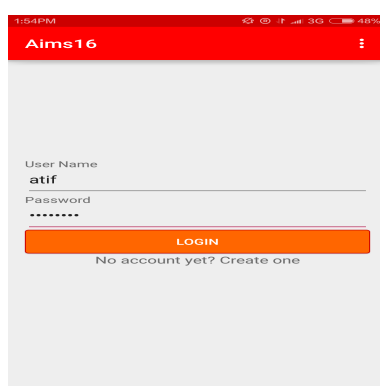 1:54PM 3G 48%
Aims16
User Name
atif
Password
••••••••
LOGIN
No account yet? Create one